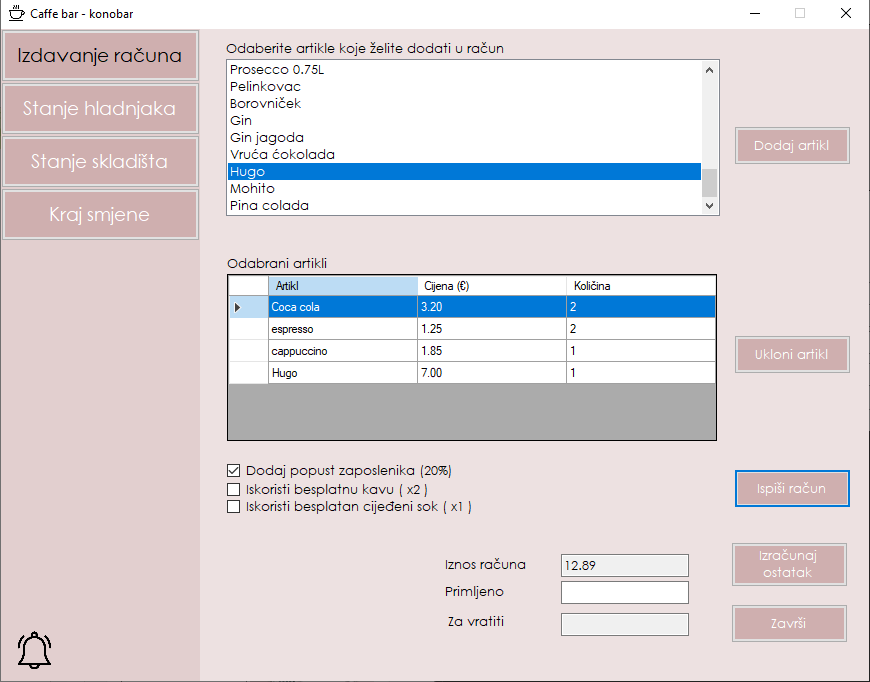 Caffe bar - konobar
Izdavanje računa
Stanje hladnjaka
Stanje skladišta
Kraj smjene
Odaberite artikle koje želite dodati u račun
Prosecco 0.75L
Pelinkovac
Borovniček
Gin
Gin jagoda
Vruća ćokolada
Hugo
Mohito
Pina colada
Dodaj artikl
Odabrani artikli
Artikl Cijena (€) Količina
Coca cola 3.20 2
espresso 1.25 2
cappuccino 1.85 1
Hugo 7.00 1
Ukloni artikl
Dodaj popust zaposlenika (20%)
Iskoristi besplatnu kavu ( x2 )
Iskoristi besplatan cijeđeni sok ( x1 )
Ispiši račun
Iznos računa 12.89
Primljeno
Za vratiti
Izračunaj
ostatak
Završi